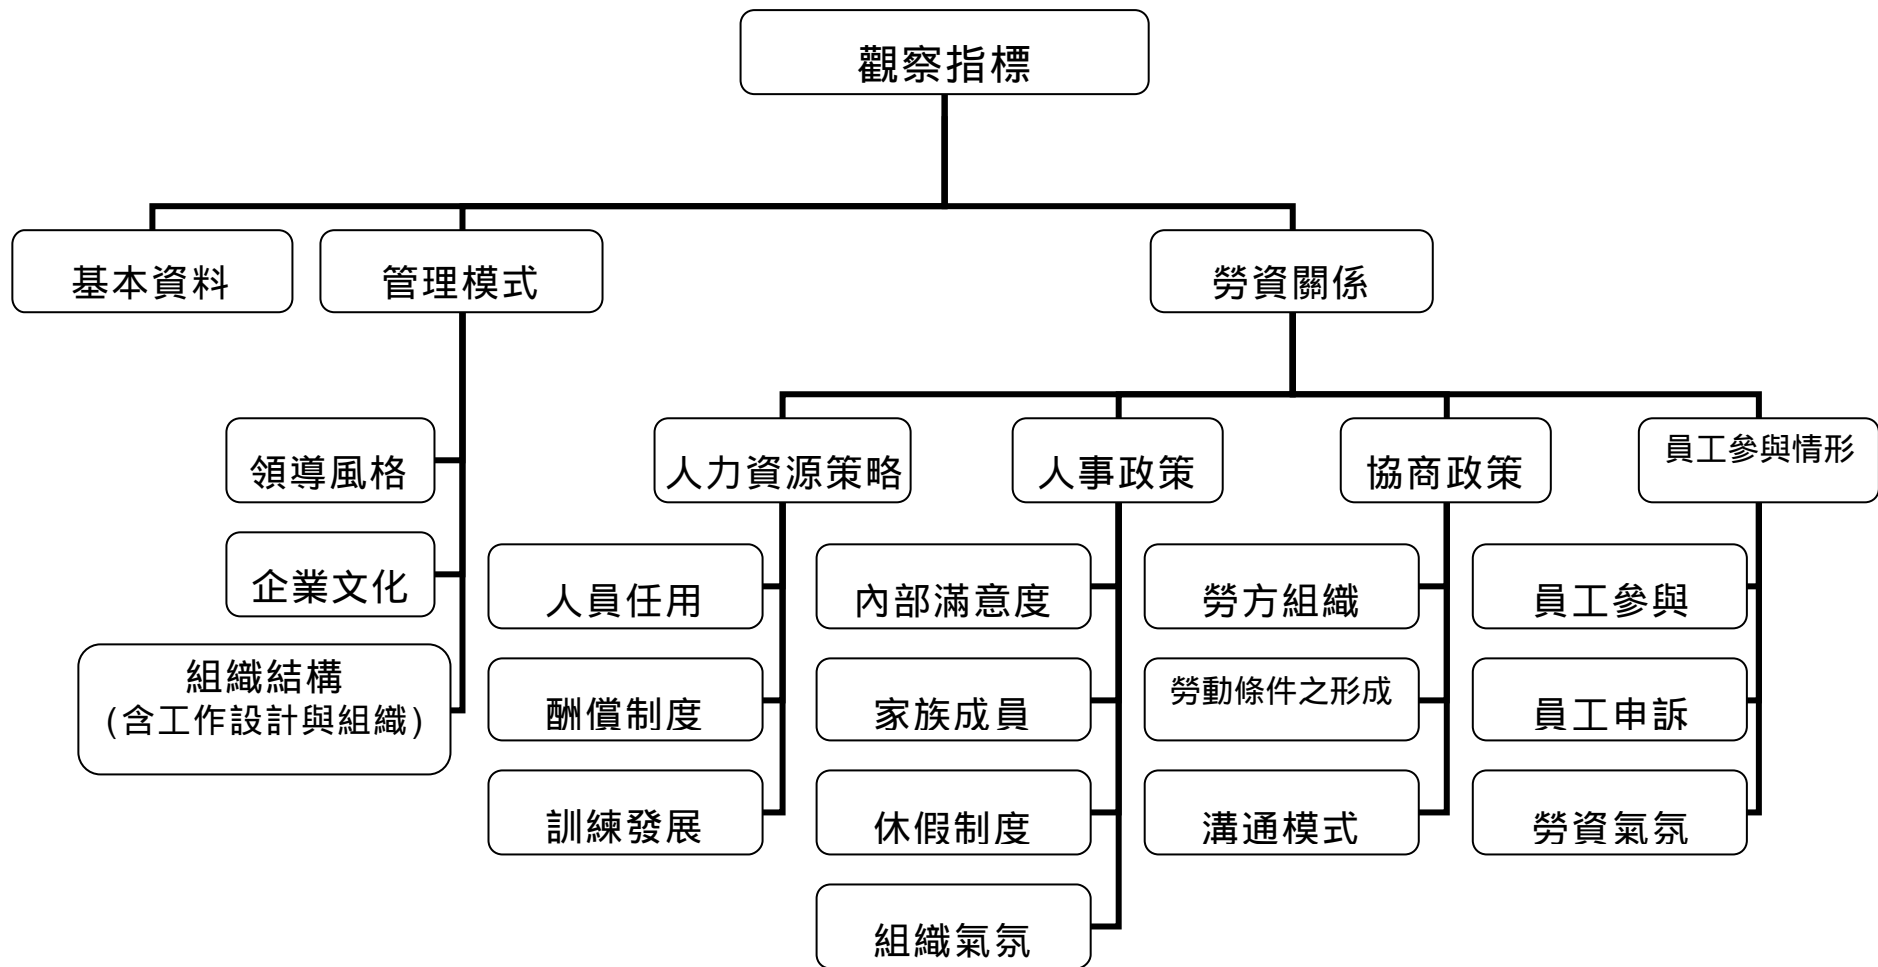 觀察指標
基本資料
管理模式
勞資關係
領導風格
企業文化
組織結構
(含工作設計與組織)
人力資源策略
人事政策
協商政策
員工參與情形
人員任用
酬償制度
訓練發展
內部滿意度
家族成員
休假制度
組織氣氛
勞方組織
勞動條件之形成
溝通模式
員工參與
員工申訴
勞資氣氛